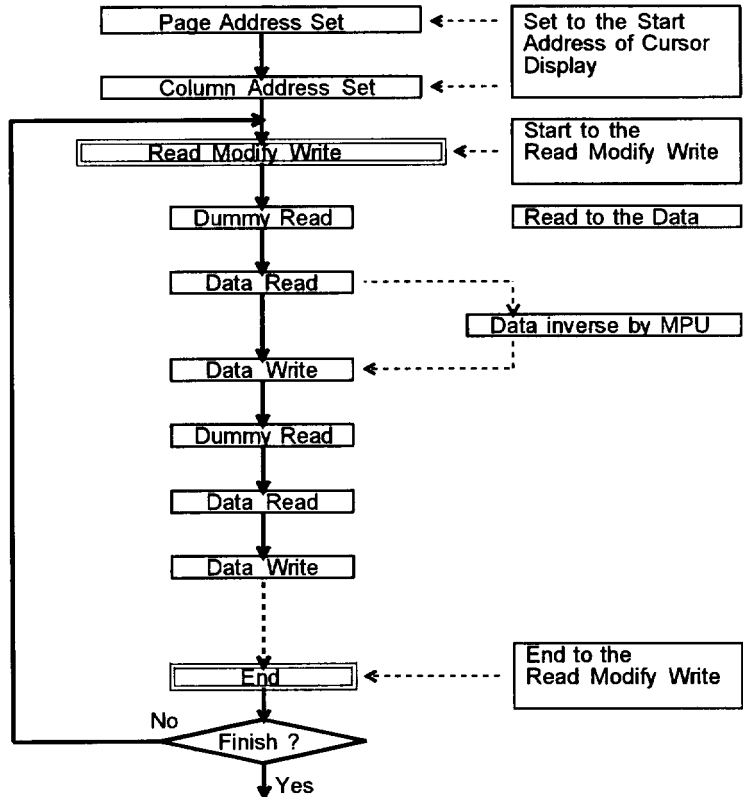 Page Address Set
Set to the Start
Address of Cursor
Display
Column Address Set
Start to the
Read Modify Write
Read Modify Write
Dummy Read
Read to the Data
Data Read
Data inverse by MPU
Data Write
Dummy Read
Data Read
Data Write
End to the
Read Modify Write
End
No
Finish ?
Yes